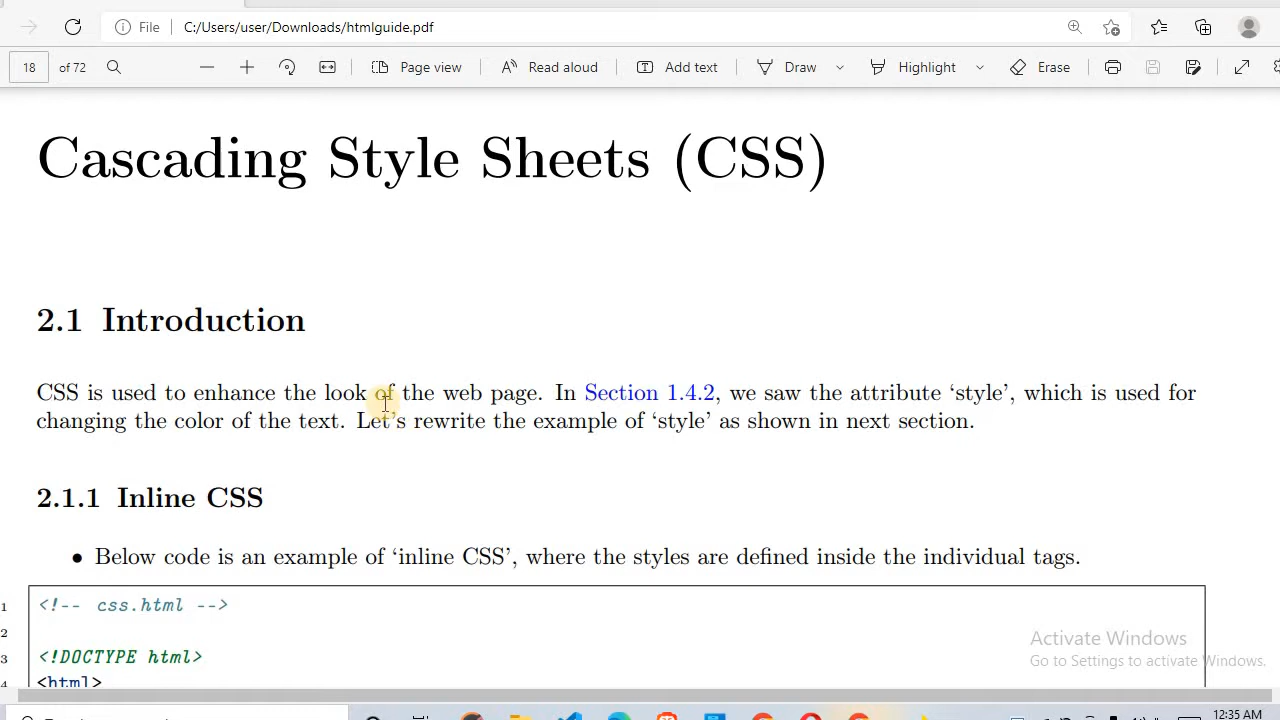 File C:/Users/user/Downloads/htmlguide.pdf
18 of 72 Page view Read aloud Add text Draw Highlight Erase
Cascading Style Sheets (CSS)
2.1 Introduction
CSS is used to enhance the look of the web page. In Section 1.4.2, we saw the attribute ‘style’, which is used for
changing the color of the text. Let’s rewrite the example of ‘style’ as shown in next section.
2.1.1 Inline CSS
• Below code is an example of ‘inline CSS’, where the styles are defined inside the individual tags.
1 <!-- css.html -->
2
3 <!DOCTYPE html>
4 <html>
Activate Windows
Go to Settings to activate Windows.
12:35 AM